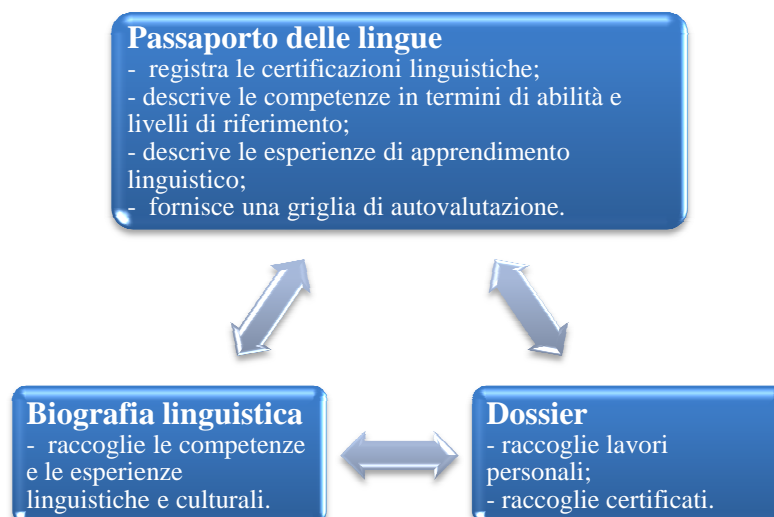 Passaporto delle lingue
- registra le certificazioni linguistiche;
- descrive le competenze in termini di abilità e
livelli di riferimento;
- descrive le esperienze di apprendimento
linguistico;
- fornisce una griglia di autovalutazione.
Biografia linguistica
- raccoglie le competenze
e le esperienze
linguistiche e culturali.
Dossier
- raccoglie lavori
personali;
- raccoglie certificati.